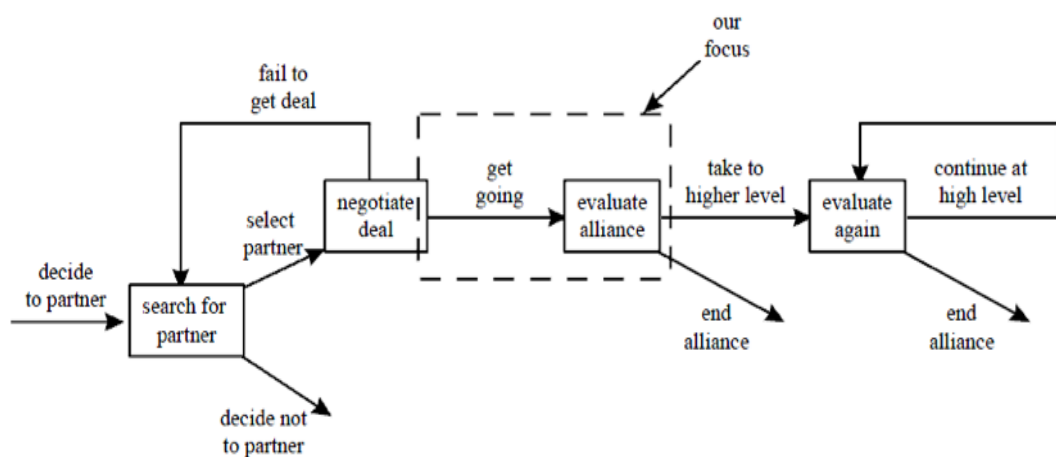 our
focus
fail to
get deal
get
going
take to
higher level
continue at
high level
negotiate
deal
evaluate
alliance
evaluate
again
select
partner
decide
to partner
search for
partner
end
alliance
end
alliance
decide not
to partner